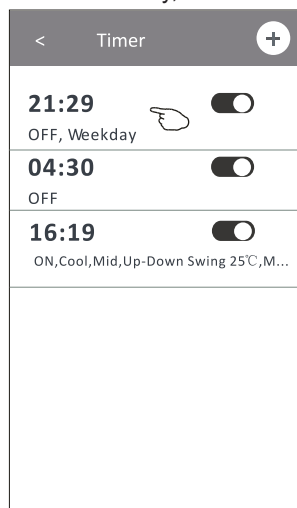 < Timer +
21:29
OFF, Weekday
04:30
OFF
16:19
ON,Cool,Mid,Up-Down Swing 25℃,M...